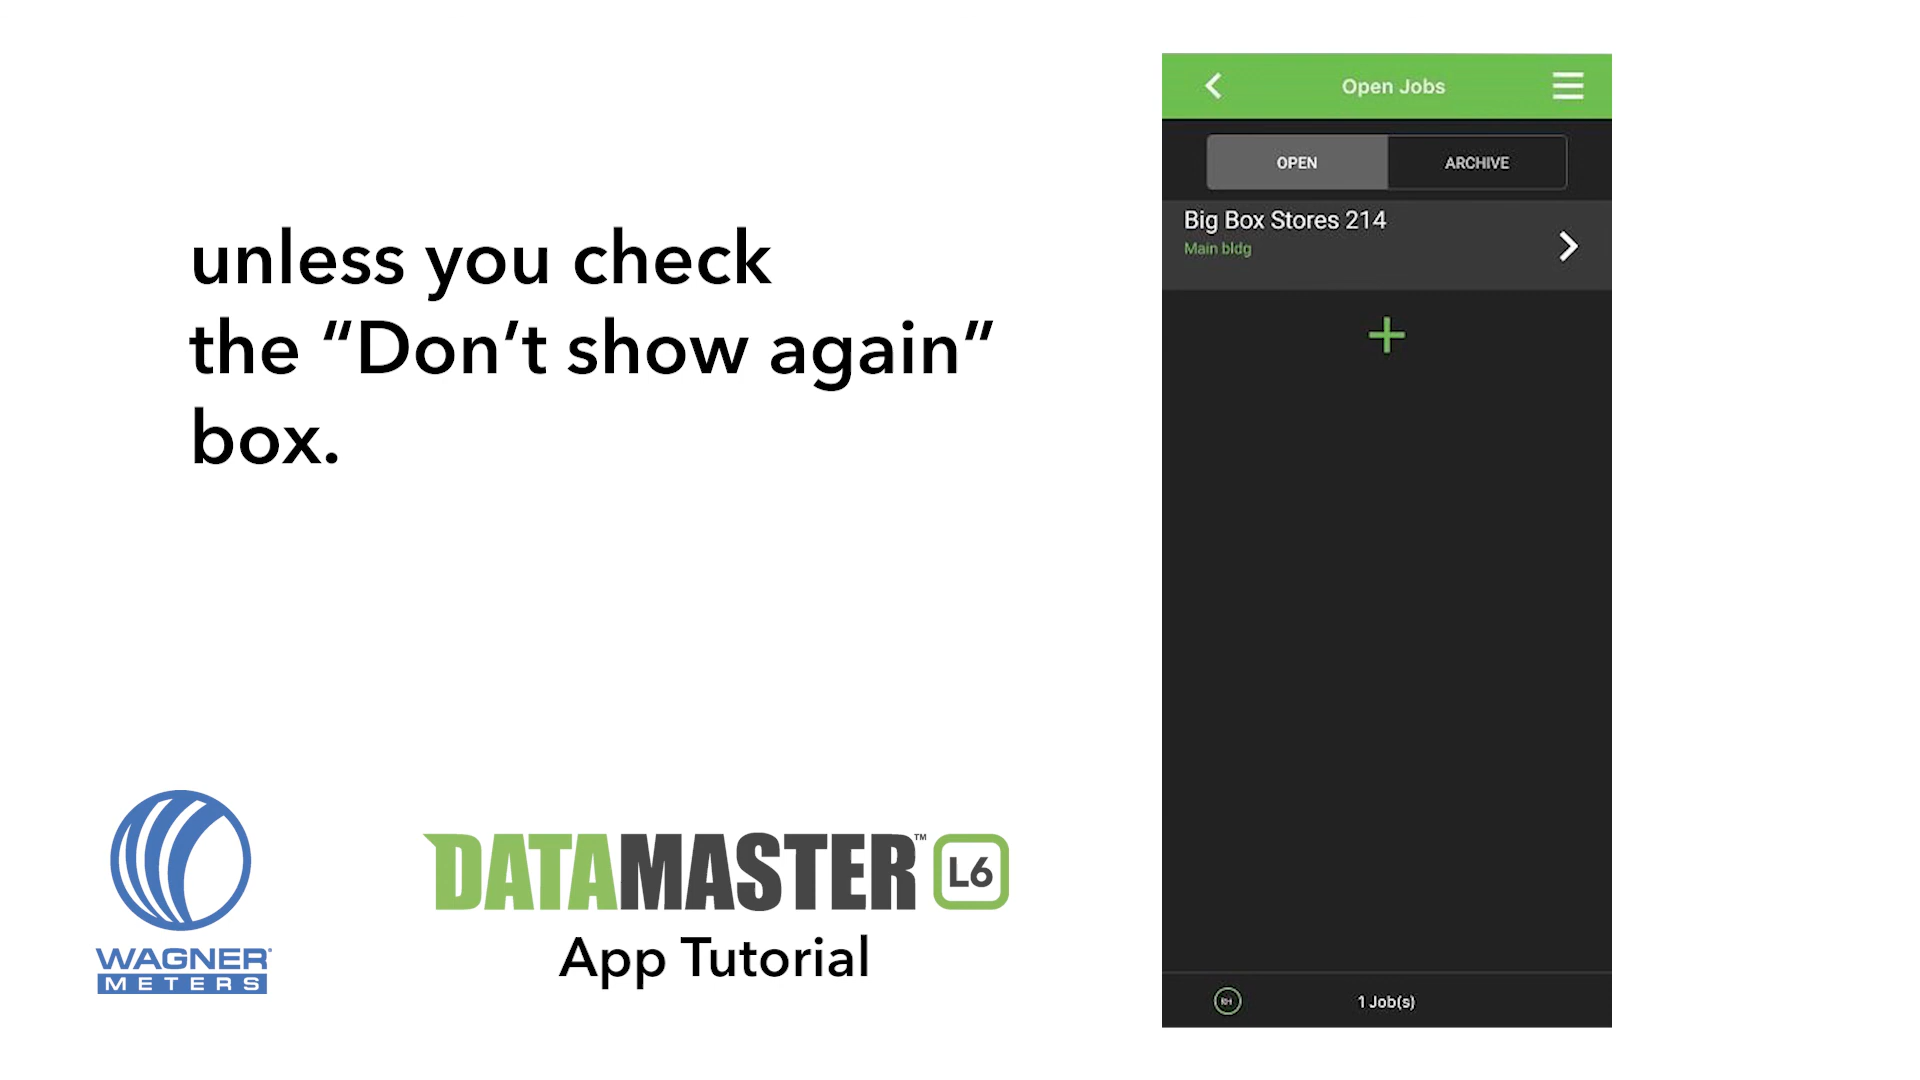 unless you check
the “Don’t show again”
box.
WAGNER®
METERS
DATAMASTER™ L6
App Tutorial
Open Jobs
OPEN ARCHIVE
Big Box Stores 214
Main bldg
+
RH 1 Job(s)